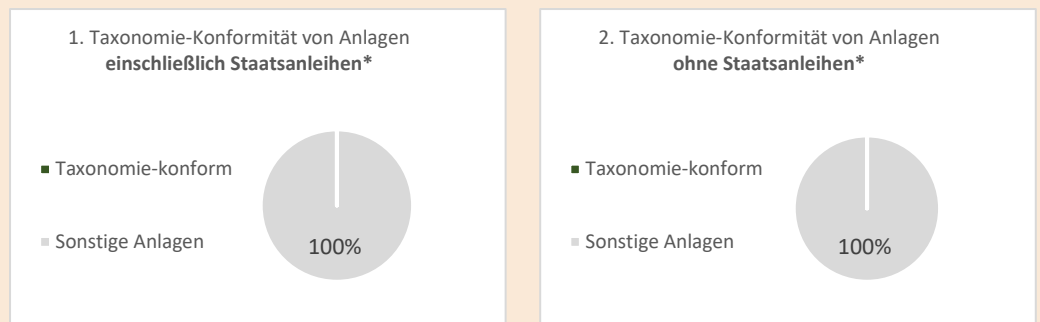 1. Taxonomie-Konformität von Anlagen
einschließlich Staatsanleihen*
Taxonomie-konform
Sonstige Anlagen
100%
2. Taxonomie-Konformität von Anlagen
ohne Staatsanleihen*
Taxonomie-konform
Sonstige Anlagen
100%